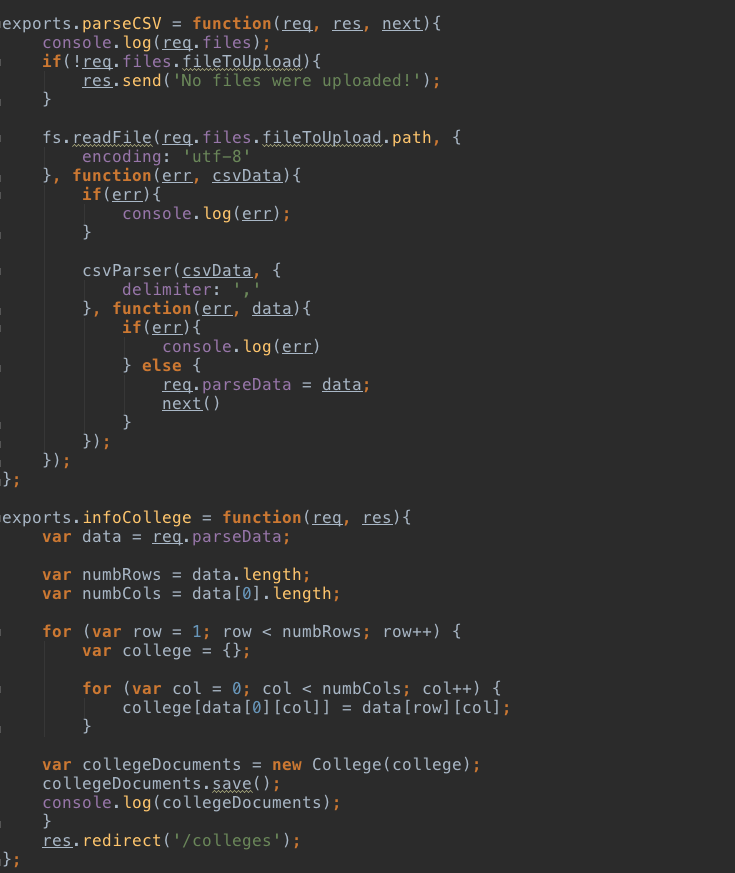 exports.parseCSV = function(req, res, next){
    console.log(req.files);
    if(!req.files.fileToUpload){
        res.send('No files were uploaded!');
    }

    fs.readFile(req.files.fileToUpload.path, {
        encoding: 'utf-8'
    }, function(err, csvData){
        if(err){
            console.log(err);
        }

        csvParser(csvData, {
            delimiter: ','
        }, function(err, data){
            if(err){
                console.log(err)
            } else {
                req.parseData = data;
                next()
            }
        });
    });
};

exports.infoCollege = function(req, res){
    var data = req.parseData;

    var numbRows = data.length;
    var numbCols = data[0].length;

    for (var row = 1; row < numbRows; row++) {
        var college = {};

        for (var col = 0; col < numbCols; col++) {
            college[data[0][col]] = data[row][col];
        }

    var collegeDocuments = new College(college);
    collegeDocuments.save();
    console.log(collegeDocuments);
    }
    res.redirect('/colleges');
};